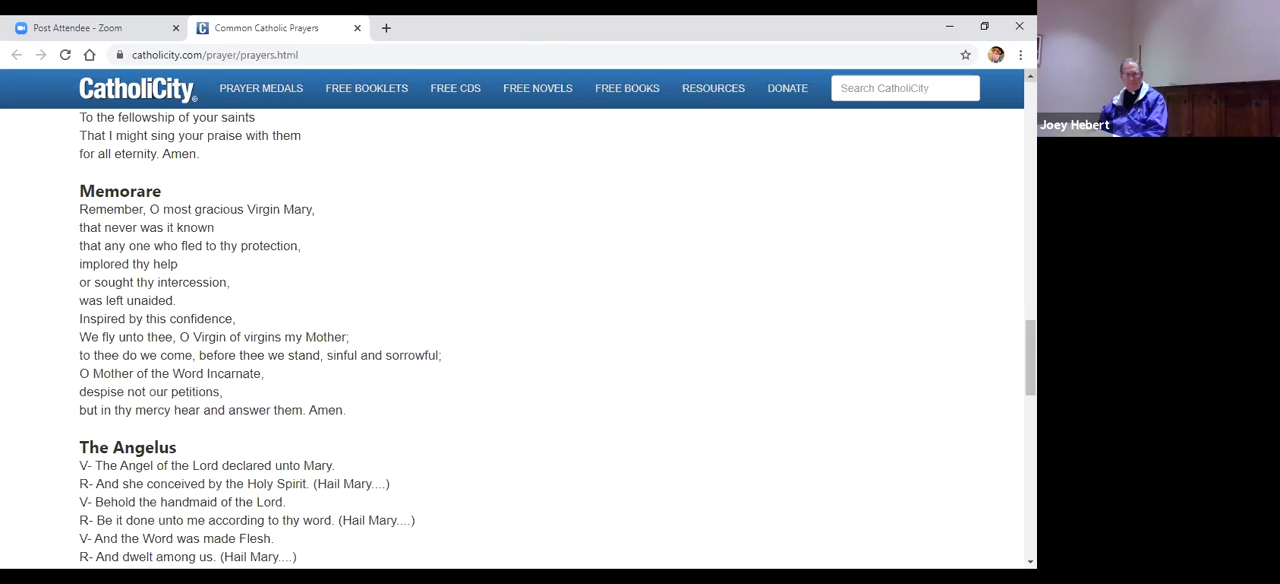 Post Attendee - Zoom
Common Catholic Prayers
catholicity.com/prayer/prayers.html
CatholiCity®
PRAYER MEDALS
FREE BOOKLETS
FREE CDS
FREE NOVELS
FREE BOOKS
RESOURCES
DONATE
Search CatholiCity
Joey Hebert
To the fellowship of your saints
That I might sing your praise with them
for all eternity. Amen.
Memorare
Remember, O most gracious Virgin Mary,
that never was it known
that any one who fled to thy protection,
implored thy help
or sought thy intercession,
was left unaided.
Inspired by this confidence,
We fly unto thee, O Virgin of virgins my Mother;
to thee do we come, before thee we stand, sinful and sorrowful;
O Mother of the Word Incarnate,
despise not our petitions,
but in thy mercy hear and answer them. Amen.
The Angelus
V- The Angel of the Lord declared unto Mary.
R- And she conceived by the Holy Spirit. (Hail Mary....)
V- Behold the handmaid of the Lord.
R- Be it done unto me according to thy word. (Hail Mary....)
V- And the Word was made Flesh.
R- And dwelt among us. (Hail Mary....)